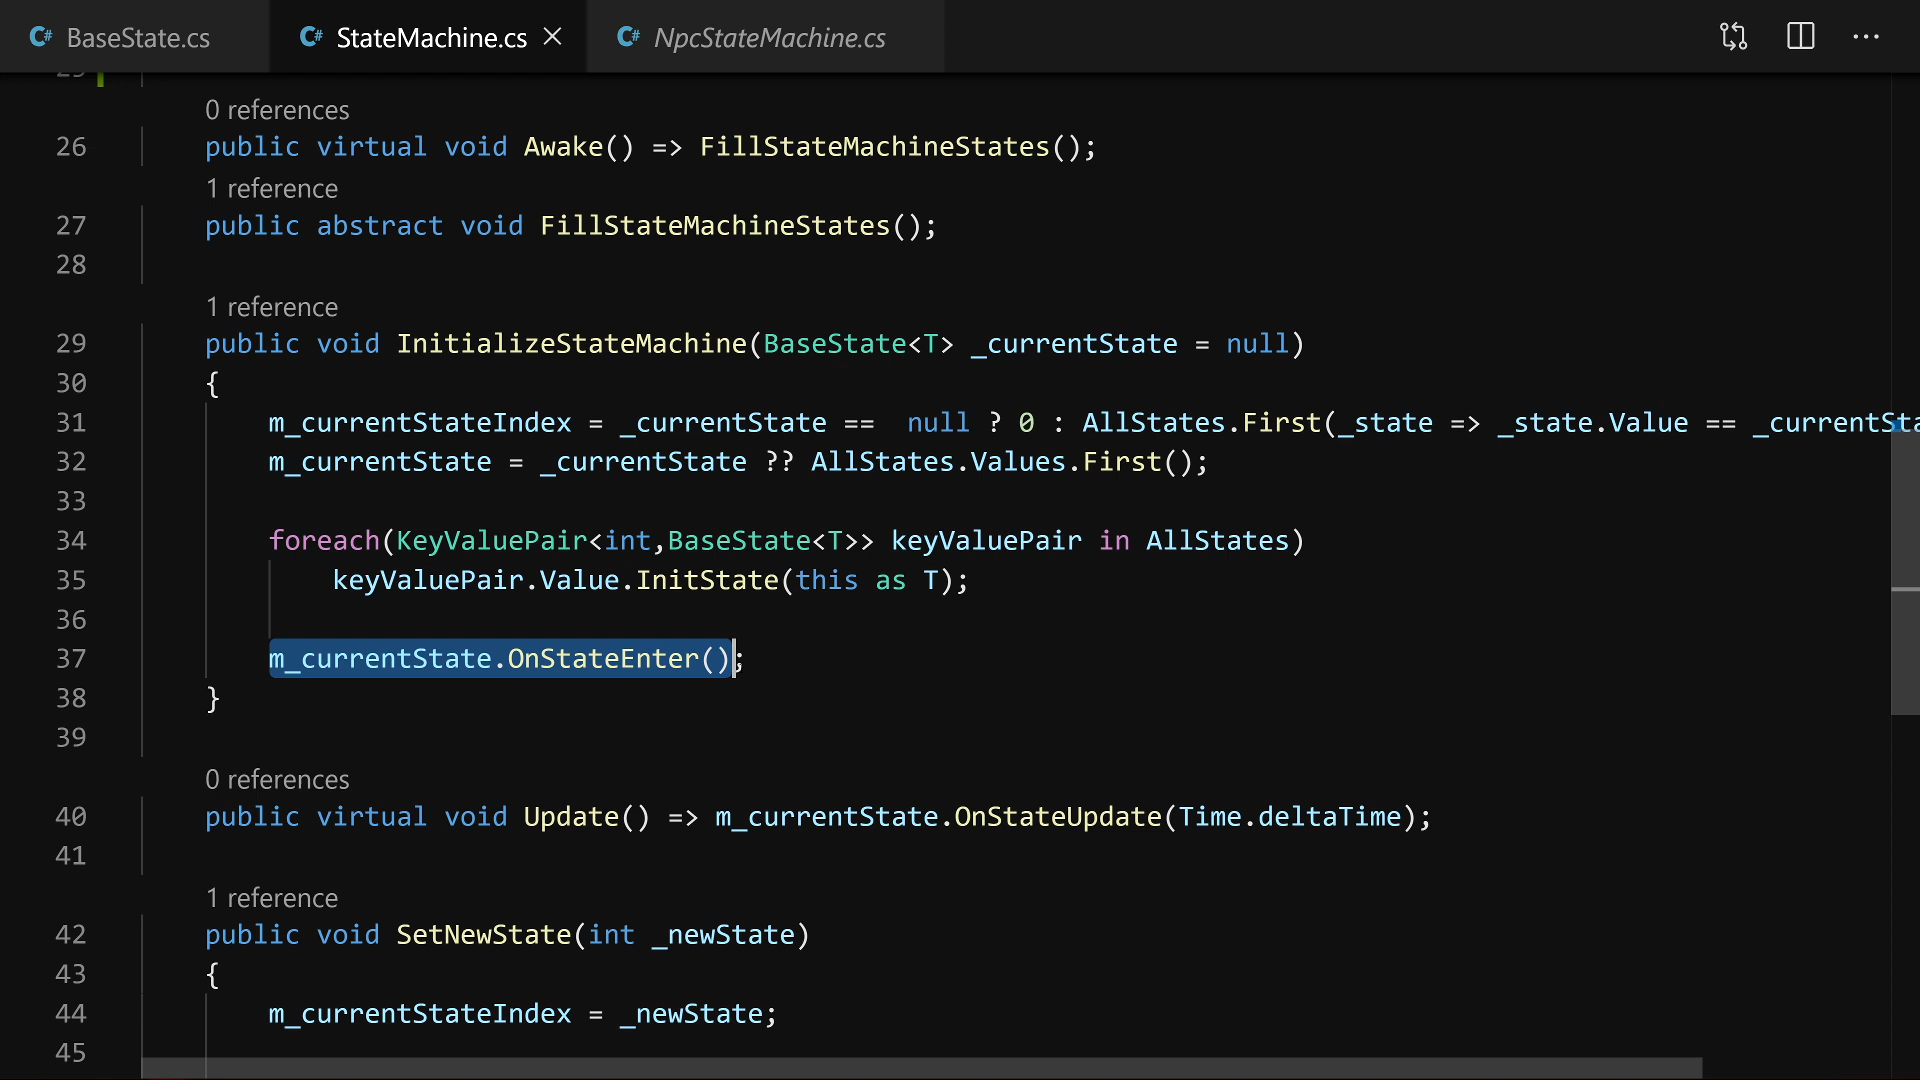 C# BaseState.cs C# StateMachine.cs C# NpcStateMachine.cs
0 references
26 public virtual void Awake() => FillStateMachineStates();
1 reference
27 public abstract void FillStateMachineStates();
28
1 reference
29 public void InitializeStateMachine(BaseState<T> _currentState = null)
30 {
31 m_currentStateIndex = _currentState ==  null ? 0 : AllStates.First(_state => _state.Value == _currentSta
32 m_currentState = _currentState ?? AllStates.Values.First();
33
34 foreach(KeyValuePair<int,BaseState<T>> keyValuePair in AllStates)
35 keyValuePair.Value.InitState(this as T);
36
37 m_currentState.OnStateEnter();
38 }
39
0 references
40 public virtual void Update() => m_currentState.OnStateUpdate(Time.deltaTime);
41
1 reference
42 public void SetNewState(int _newState)
43 {
44 m_currentStateIndex = _newState;
45